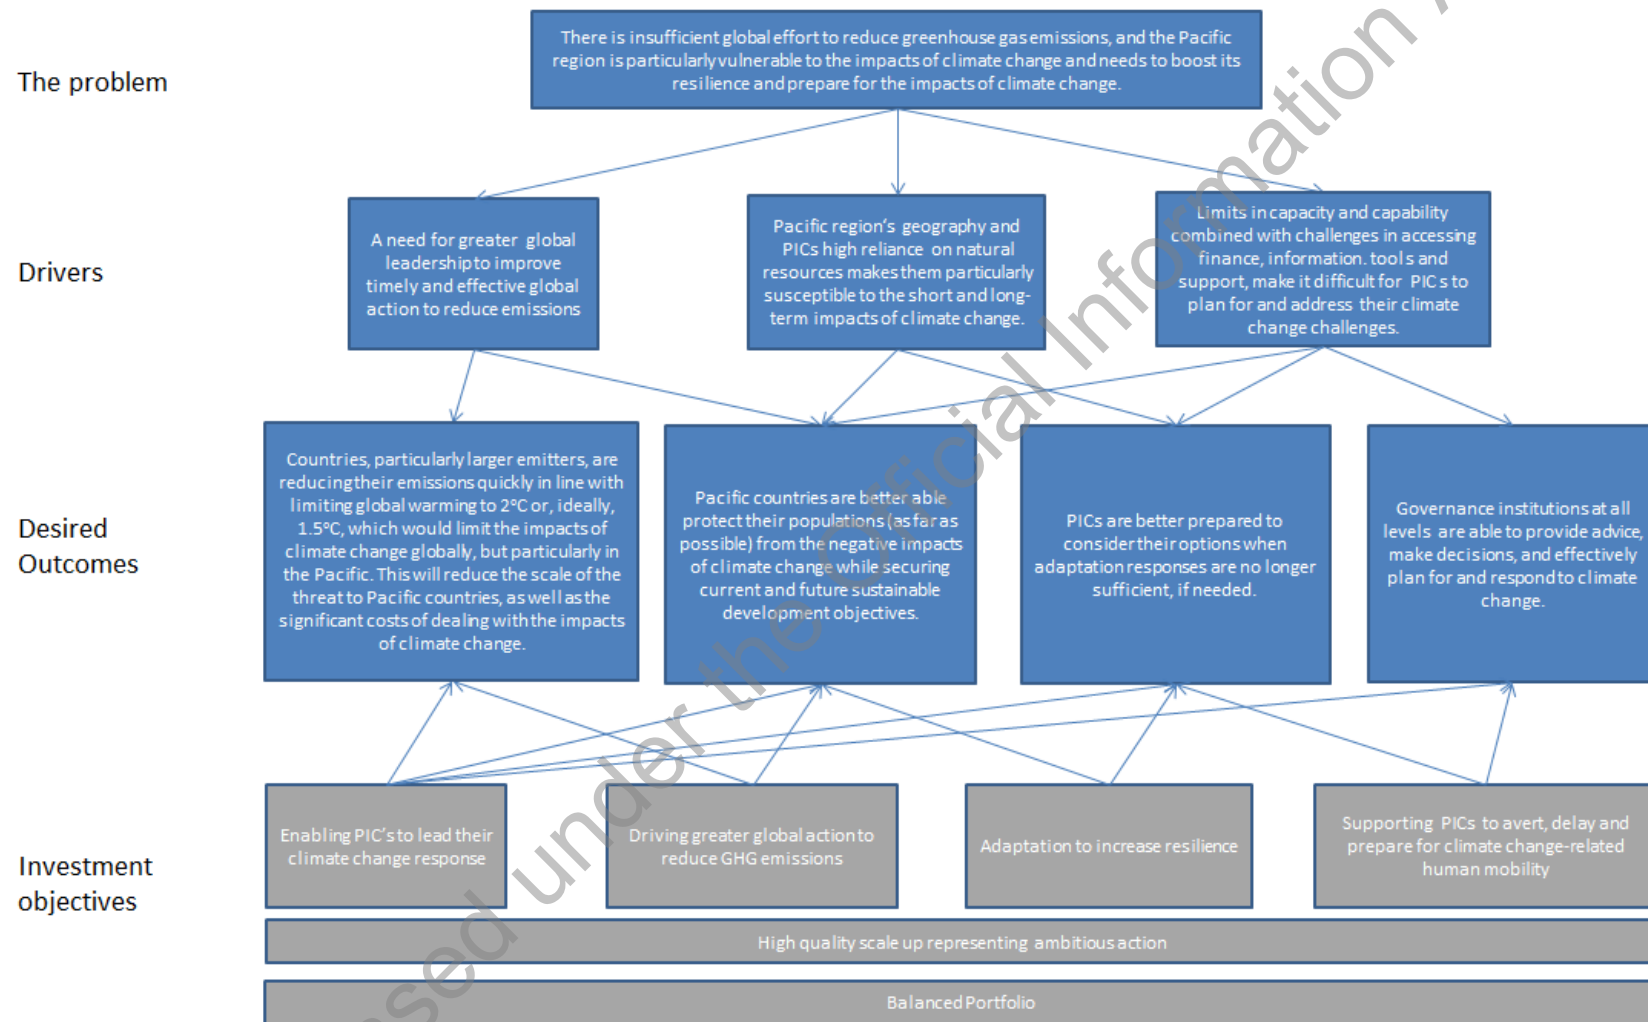 The problem
There is insufficient global effort to reduce greenhouse gas emissions, and the Pacific
region is particularly vulnerable to the impacts of climate change and needs to boost its
resilience and prepare for the impacts of climate change.
Drivers
A need for greater global
leadership to improve
timely and effective global
action to reduce emissions
Pacific region's geography and
PICs high reliance on natural
resources makes them particularly
susceptible to the short and long-
term impacts of climate change.
Limits in capacity and capability
combined with challenges in accessing
finance, information. tools and
support, make it difficult for PICs to
plan for and address their climate
change challenges.
Desired
Outcomes
Countries, particularly larger emitters, are
reducing their emissions quickly in line with
limiting global warming to 2°C or, ideally,
1.5°C, which would limit the impacts of
climate change globally, but particularly in
the Pacific. This will reduce the scale of the
threat to Pacific countries, as well as the
significant costs of dealing with the impacts
of climate change.
Pacific countries are better able
protect their populations (as far as
possible) from the negative impacts
of climate change while securing
current and future sustainable
development objectives.
PICs are better prepared to
consider their options when
adaptation responses are no longer
sufficient, if needed.
Governance institutions at all
levels are able to provide advice,
make decisions, and effectively
plan for and respond to climate
change.
Investment
objectives
Enabling PIC's to lead their
climate change response
Driving greater global action to
reduce GHG emissions
Adaptation to increase resilience
Supporting PICs to avert, delay and
prepare for climate change-related
human mobility
High quality scale up representing ambitious action
Balanced Portfolio
under the Official Information